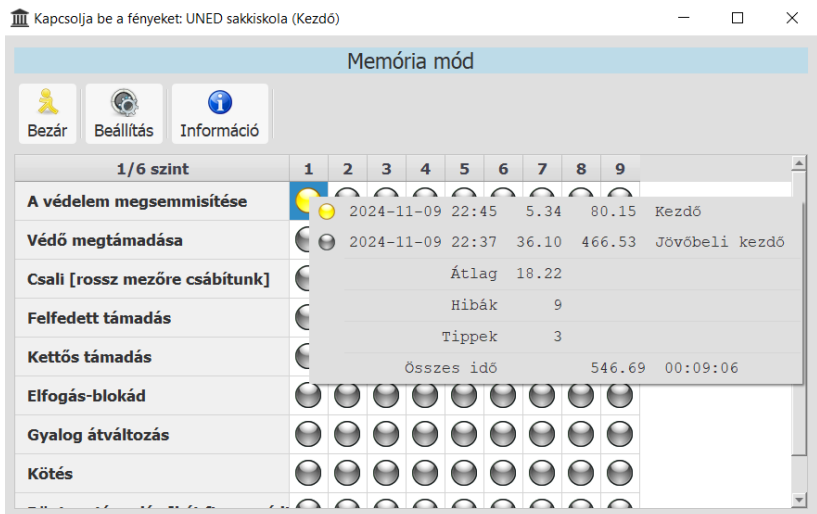 Kapcsolja be a fényeket: UNED sakkiskola (Kezdő)
Memória mód
Bezár Beállítás Információ
1/6 szint 1 2 3 4 5 6 7 8 9
A védelem megsemmisítése
2024-11-09 22:45 5.34 80.15 Kezdő
Védő megtámadása
2024-11-09 22:37 36.10 466.53 Jövőbeli kezdő
Csali [rossz mezőre csábítunk]
Átlag 18.22
Felfedett támadás
Hibák 9
Tippek 3
Kettős támadás
Összes idő 546.69 00:09:06
Elfogás-blokád
Gyalog átváltozás
Kötés